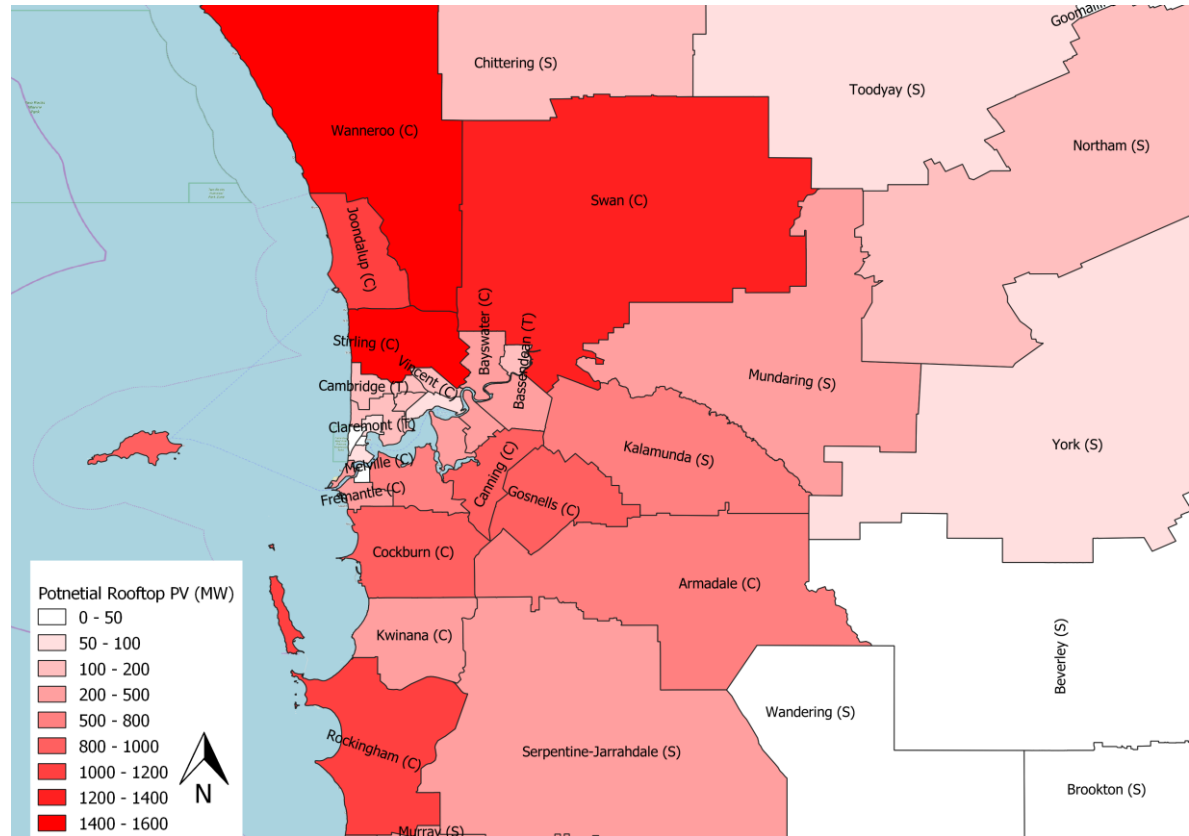 Goomalli
Chittering (S)
Toodyay (S)
Wanneroo (C)
Northam (S)
Swan (C)
Joondalup (C)
Bayswater (C)
Bassendean (T)
Stirling (C)
Vincent (C)
Cambridge (T)
Mundaring (S)
Claremont (T)
Kalamunda (S)
York (S)
Melville (C)
Canning (C)
Fremantle (C)
Gosnells (C)
Cockburn (C)
Armadale (C)
Kwinana (C)
Beverley (S)
Wandering (S)
Rockingham (C)
Serpentine-Jarrahdale (S)
Brookton (S)
Murray (S)
Potnetial Rooftop PV (MW)
0 - 50
50 - 100
100 - 200
200 - 500
500 - 800
800 - 1000
1000 - 1200
1200 - 1400
1400 - 1600
N